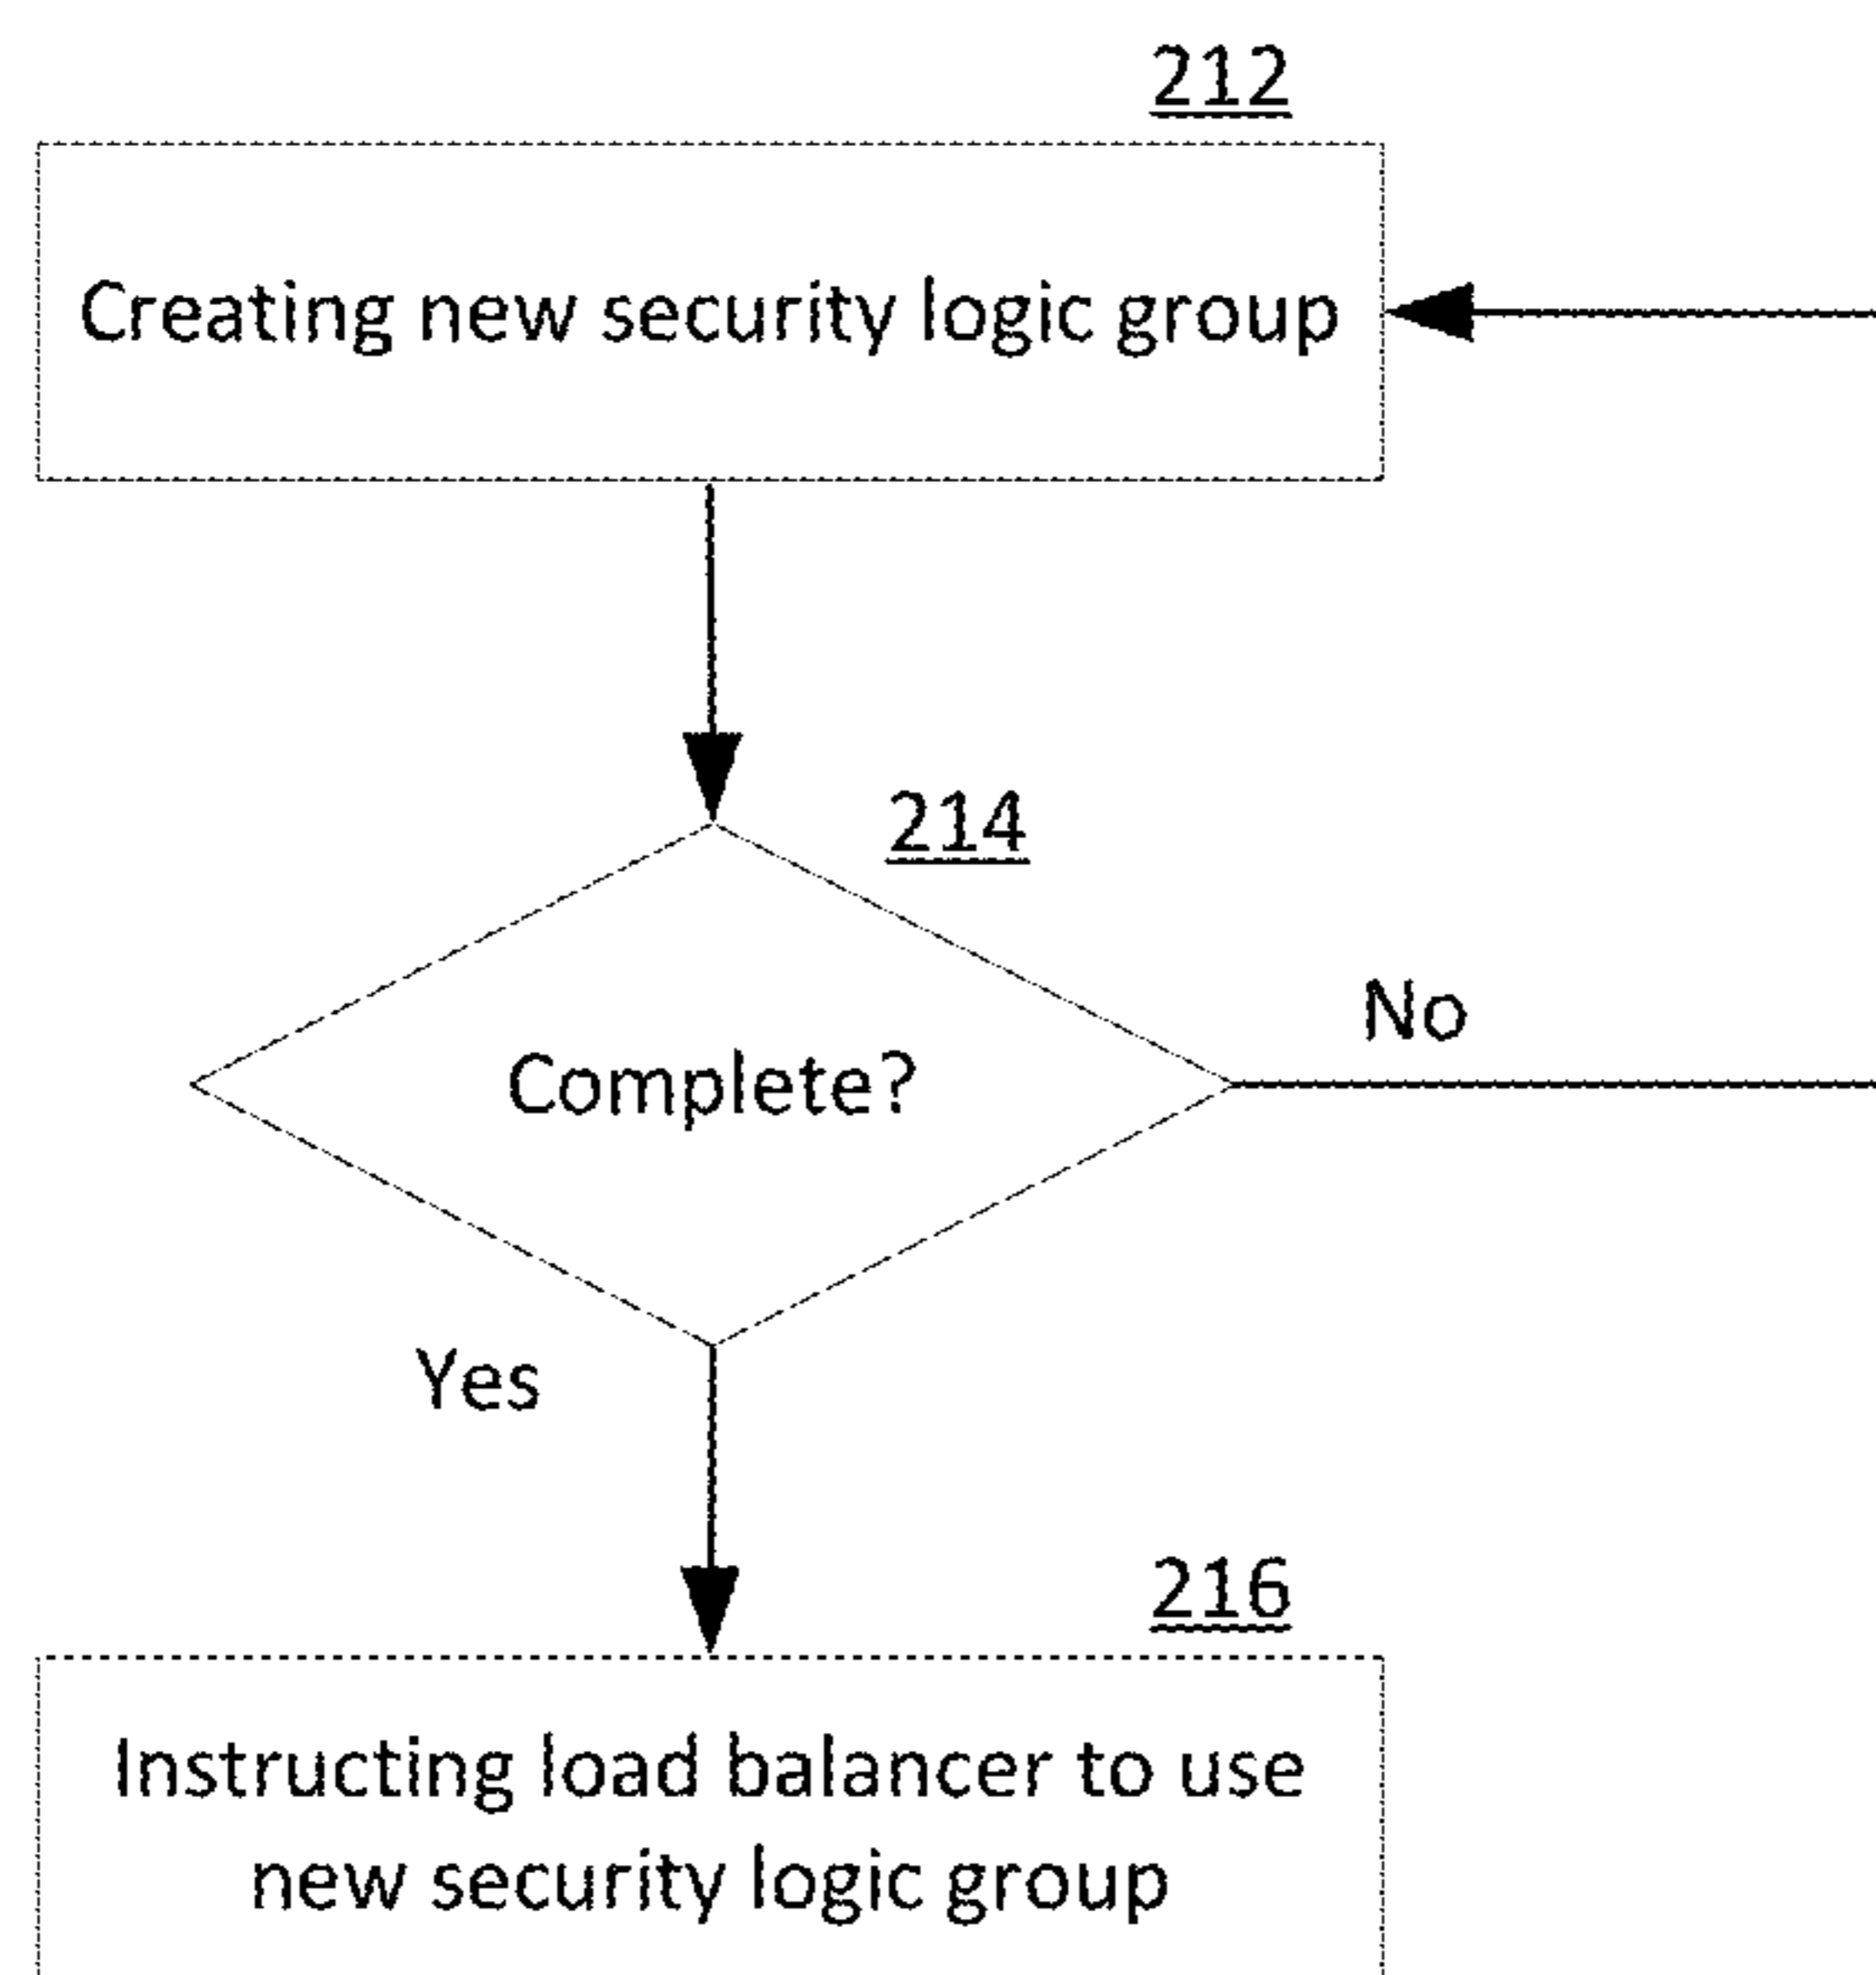 212
Creating new security logic group
214
Complete?
No
Yes
216
Instructing load balancer to use
new security logic group